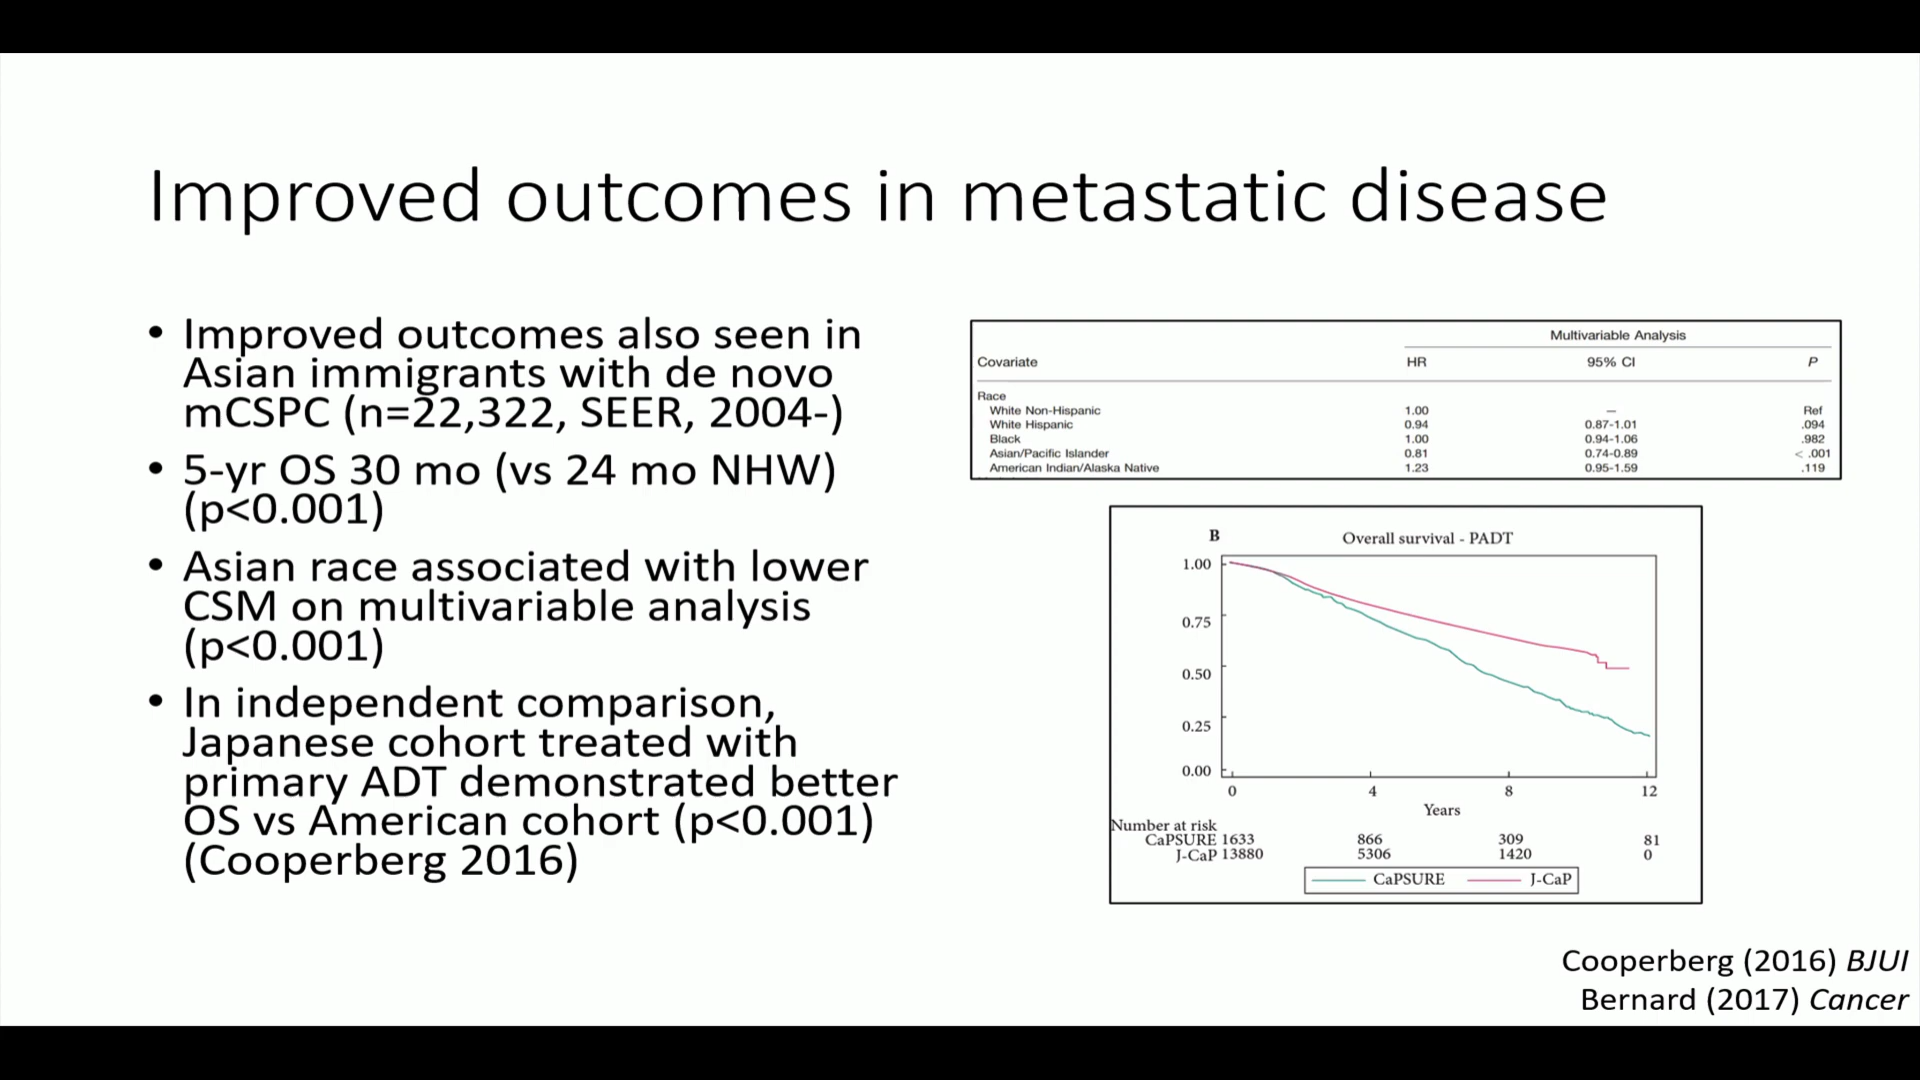 Improved outcomes in metastatic disease
• Improved outcomes also seen in
Asian immigrants with de novo
mCSPC (n=22,322, SEER, 2004-)
• 5-yr OS 30 mo (vs 24 mo NHW)
(p<0.001)
• Asian race associated with lower
CSM on multivariable analysis
(p<0.001)
• In independent comparison,
Japanese cohort treated with
primary ADT demonstrated better
OS vs American cohort (p<0.001)
(Cooperberg 2016)
Multivariable Analysis
Covariate HR 95% CI P
Race
White Non-Hispanic 1.00 — Ref
White Hispanic 0.94 0.87-1.01 .094
Black 1.00 0.94-1.06 .982
Asian/Pacific Islander 0.81 0.74-0.89 < .001
American Indian/Alaska Native 1.23 0.95-1.59 .119
B Overall survival - PADT
1.00
0.75
0.50
0.25
0.00
0 4 8 12
Years
Number at risk
CaPSURE 1633 866 309 81
J-CaP 13880 5306 1420 0
CaPSURE J-CaP
Cooperberg (2016) BJUI
Bernard (2017) Cancer